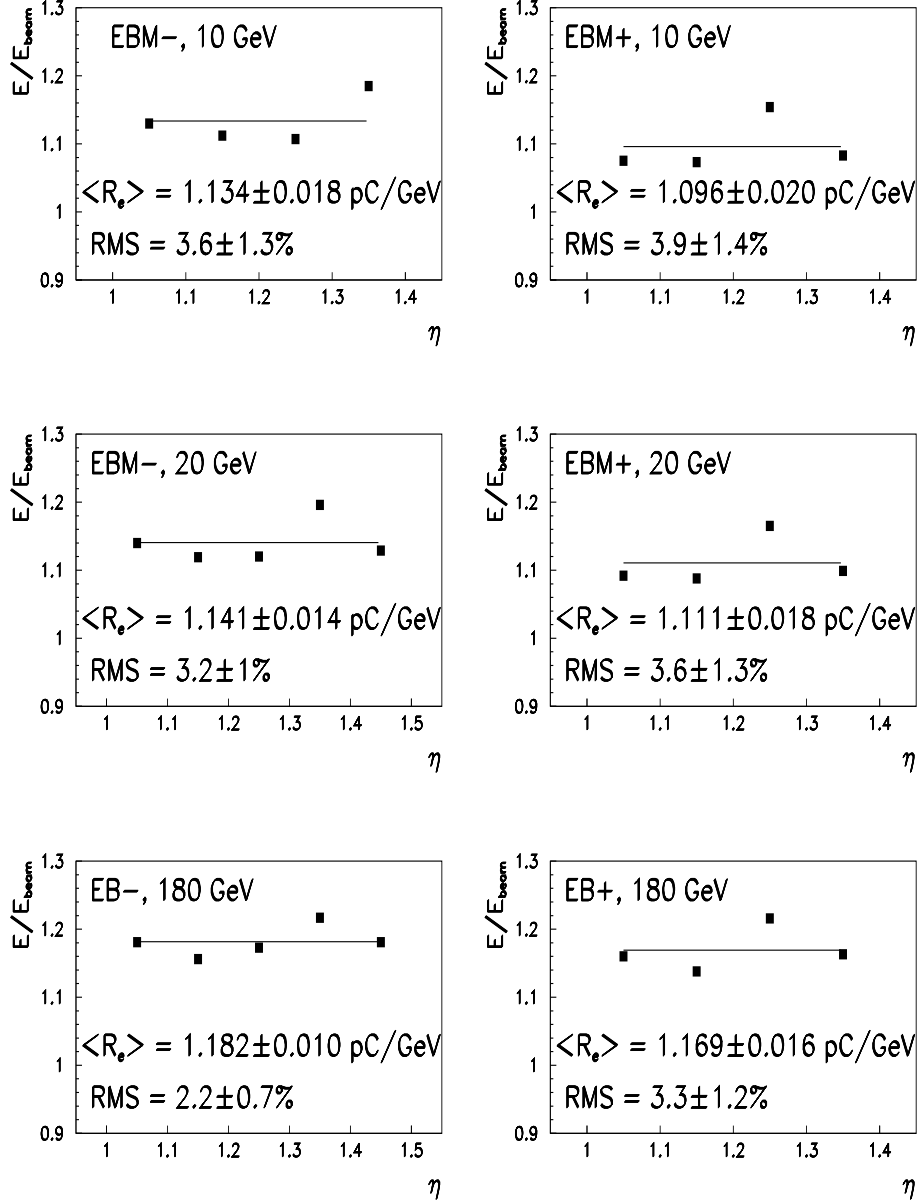 EBM−, 10 GeV
E/E_beam
1.3
1.2
1.1
1
0.9
<R_e> = 1.134±0.018 pC/GeV
RMS = 3.6±1.3%
1 1.1 1.2 1.3 1.4
η
EBM+, 10 GeV
E/E_beam
1.3
1.2
1.1
1
0.9
<R_e> = 1.096±0.020 pC/GeV
RMS = 3.9±1.4%
1 1.1 1.2 1.3 1.4
η
EBM−, 20 GeV
E/E_beam
1.3
1.2
1.1
1
0.9
<R_e> = 1.141±0.014 pC/GeV
RMS = 3.2±1%
1 1.1 1.2 1.3 1.4 1.5
η
EBM+, 20 GeV
E/E_beam
1.3
1.2
1.1
1
0.9
<R_e> = 1.111±0.018 pC/GeV
RMS = 3.6±1.3%
1 1.1 1.2 1.3 1.4
η
EB−, 180 GeV
E/E_beam
1.3
1.2
1.1
1
0.9
<R_e> = 1.182±0.010 pC/GeV
RMS = 2.2±0.7%
1 1.1 1.2 1.3 1.4 1.5
η
EB+, 180 GeV
E/E_beam
1.3
1.2
1.1
1
0.9
<R_e> = 1.169±0.016 pC/GeV
RMS = 3.3±1.2%
1 1.1 1.2 1.3 1.4
η